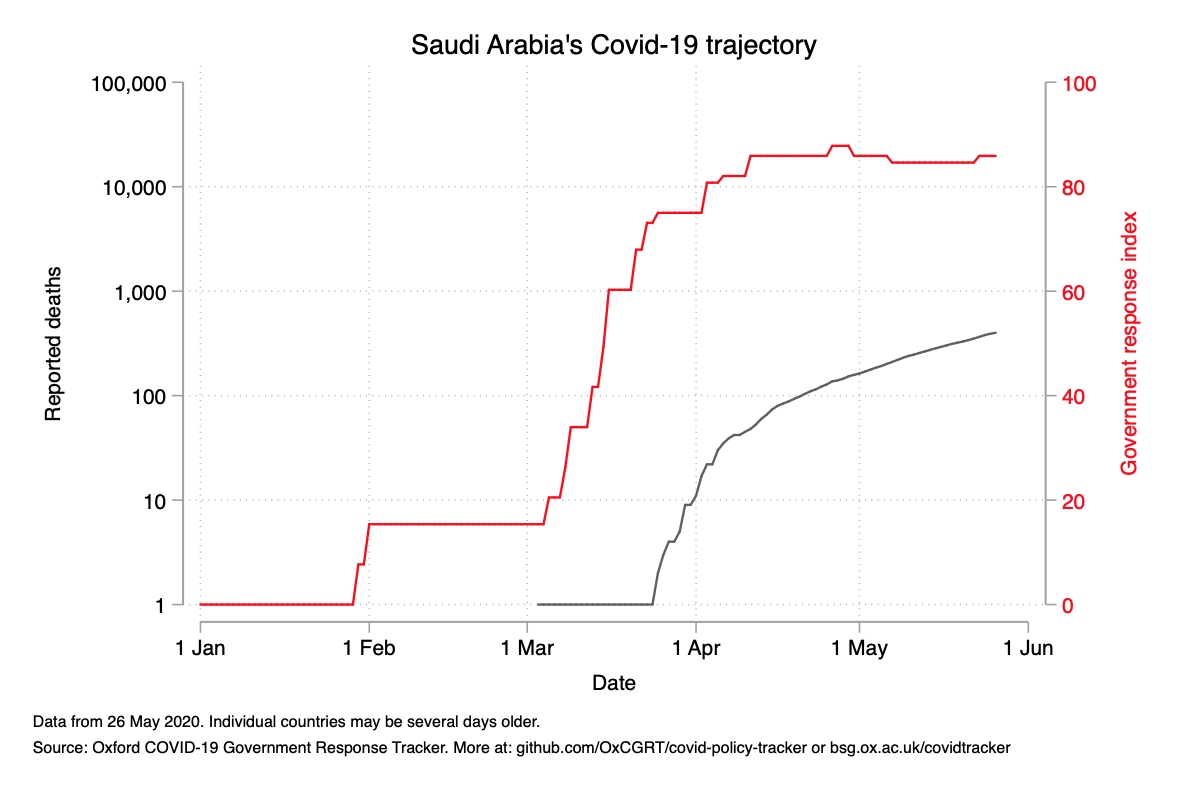 Saudi Arabia's Covid-19 trajectory
100,000
10,000
1,000
100
10
1
Reported deaths
100
80
60
40
20
0
Government response index
1 Jan
1 Feb
1 Mar
1 Apr
1 May
1 Jun
Date
Data from 26 May 2020. Individual countries may be several days older.
Source: Oxford COVID-19 Government Response Tracker. More at: github.com/OxCGRT/covid-policy-tracker or bsg.ox.ac.uk/covidtracker